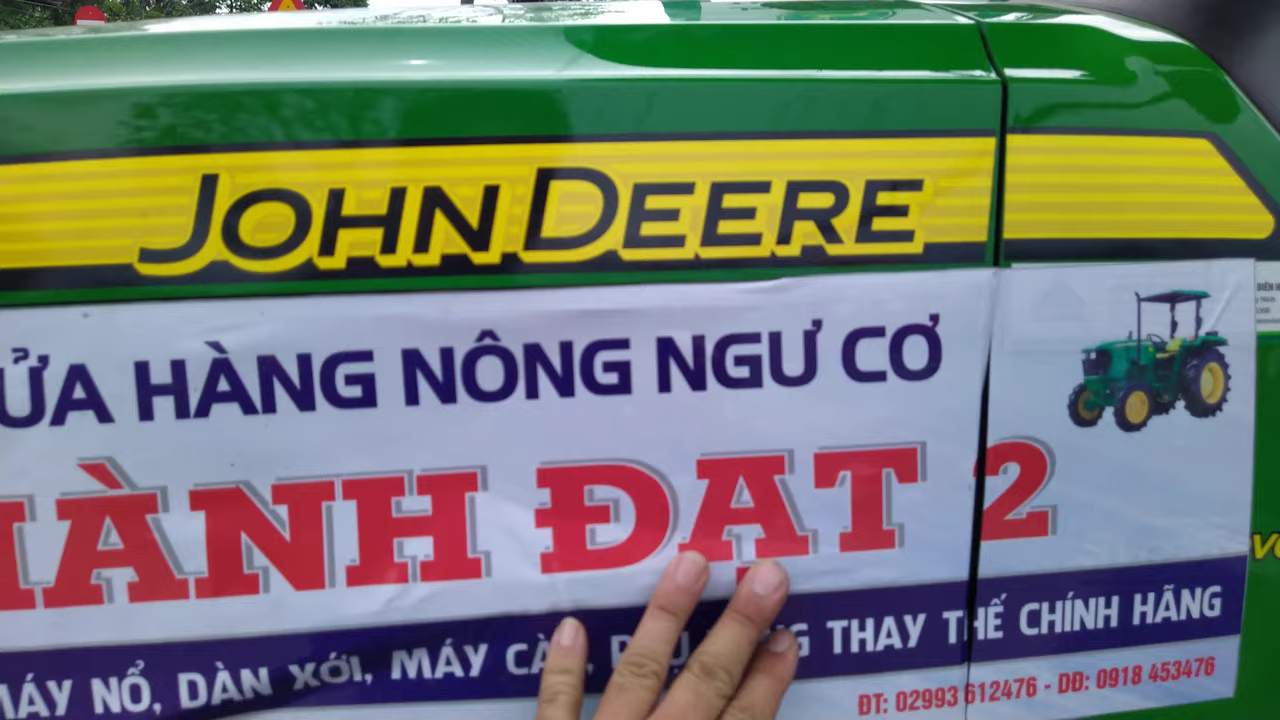 JOHN DEERE
ỬA HÀNG NÔNG NGƯ CƠ
HÀNH ĐẠT 2
MÁY NỔ, DÀN XỚI, MÁY THAY THẾ CHÍNH HÃNG
ĐT: 02993 612476 - DĐ: 0918 453476